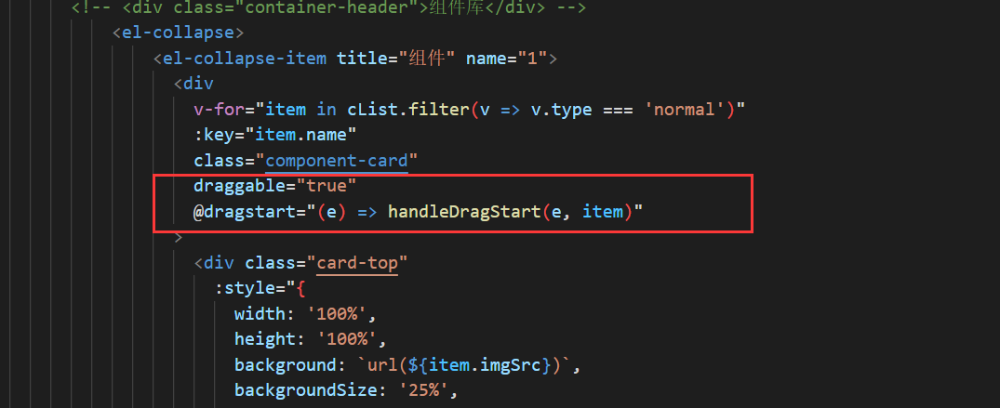 <!-- <div class="container-header">组件库</div> -->
<el-collapse>
<el-collapse-item title="组件" name="1">
<div
v-for="item in cList.filter(v => v.type === 'normal')"
:key="item.name"
class="component-card"
draggable="true"
@dragstart="(e) => handleDragStart(e, item)"
>
<div class="card-top"
:style="{
width: '100%',
height: '100%',
background: `url(${item.imgSrc})`,
backgroundSize: '25%',